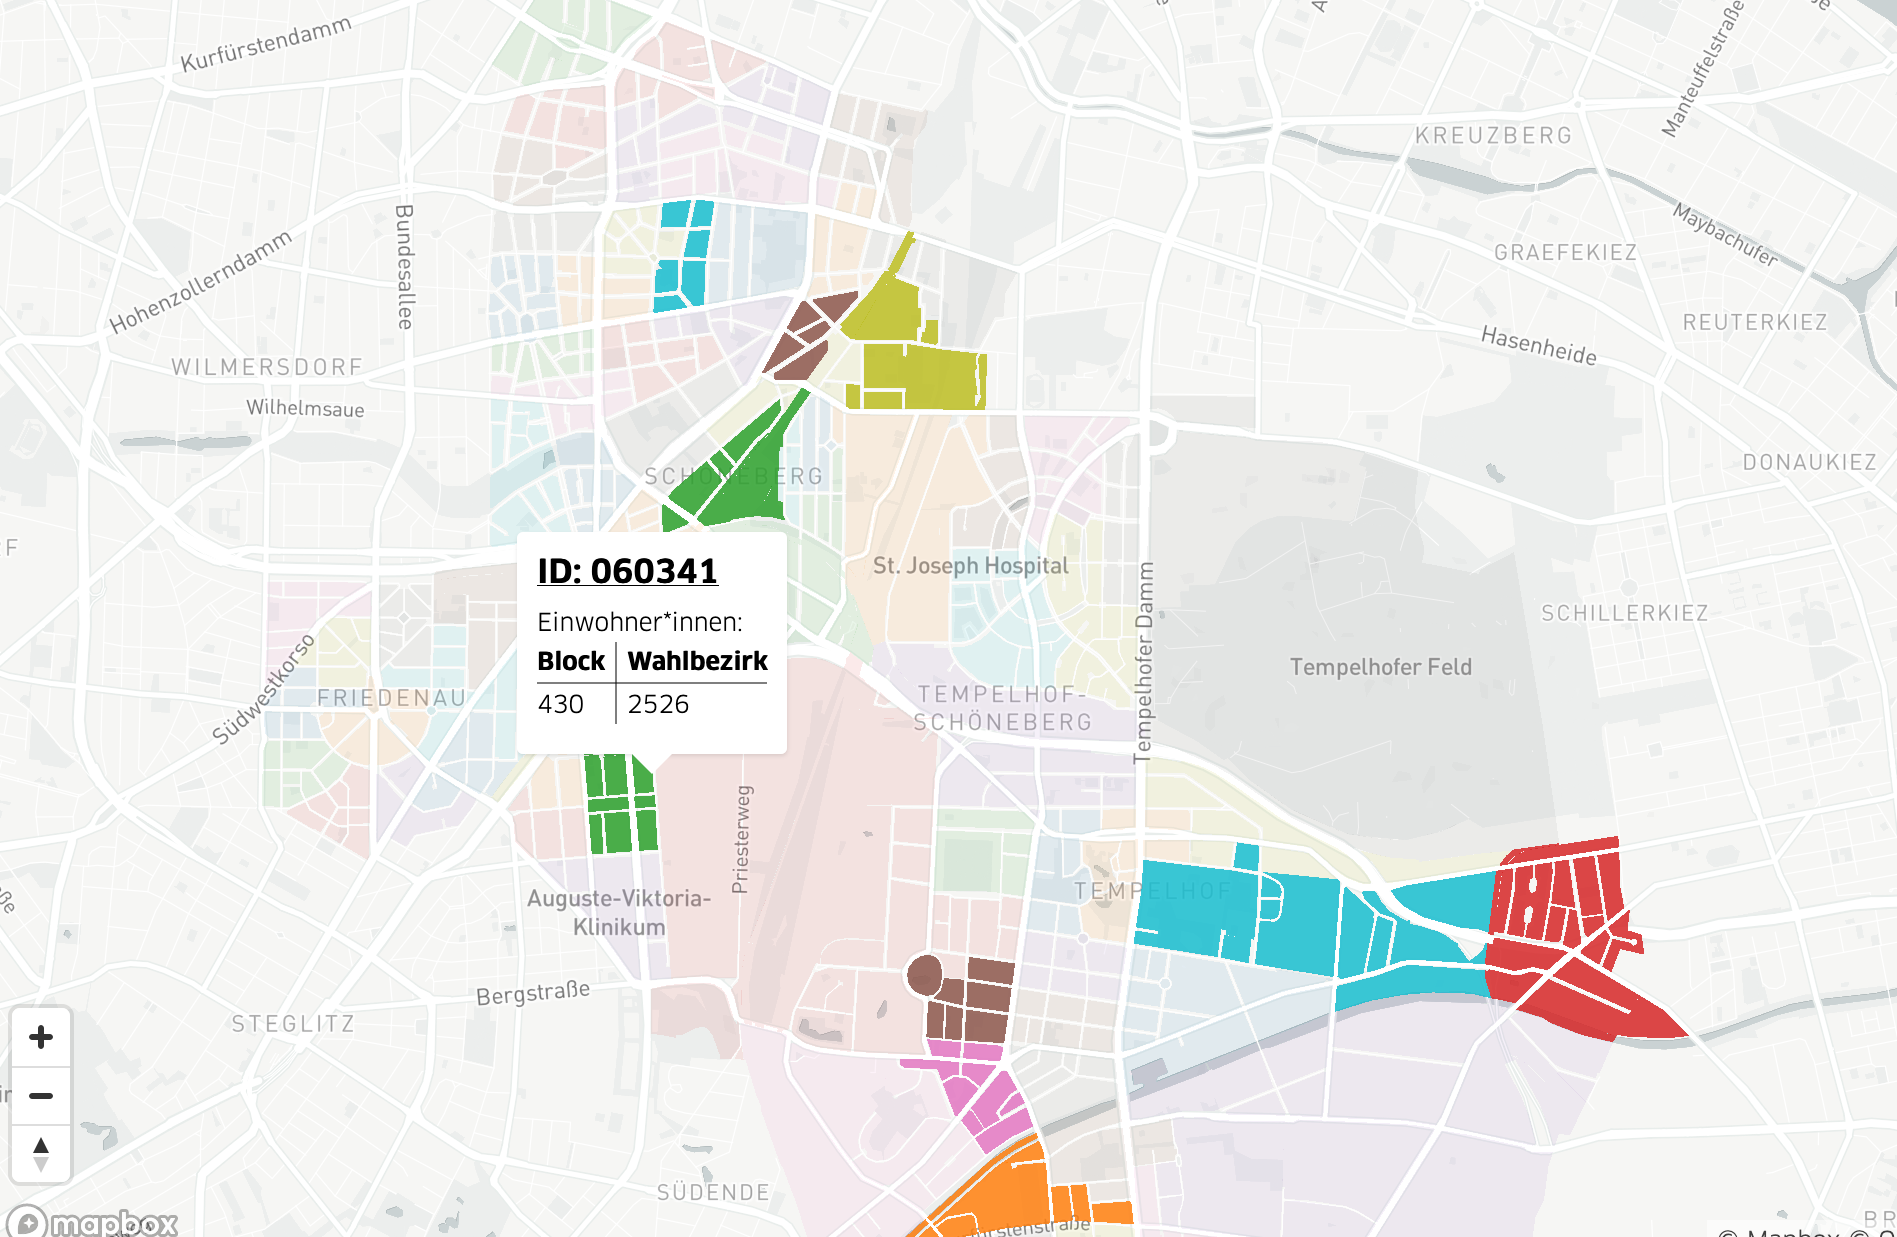 Kurfürstendamm
Manteuffelstraße
KREUZBERG
Bundesallee
Hohenzollerndamm
Maybachufer
GRAEFEKIEZ
REUTERKIEZ
Hasenheide
WILMERSDORF
Wilhelmsaue
DONAUKIEZ
SCHÖNEBERG
St. Joseph Hospital
ID: 060341
Einwohner*innen:
Block Wahlbezirk
430 2526
Tempelhofer Damm
SCHILLERKIEZ
Tempelhofer Feld
Südwestkorso
FRIEDENAU
TEMPELHOF-
SCHÖNEBERG
Priesterweg
Auguste-Viktoria-
Klinikum
TEMPELHOF
Bergstraße
STEGLITZ
SÜDENDE
mapbox
fürstenstraße
BR
© Mapbox ©